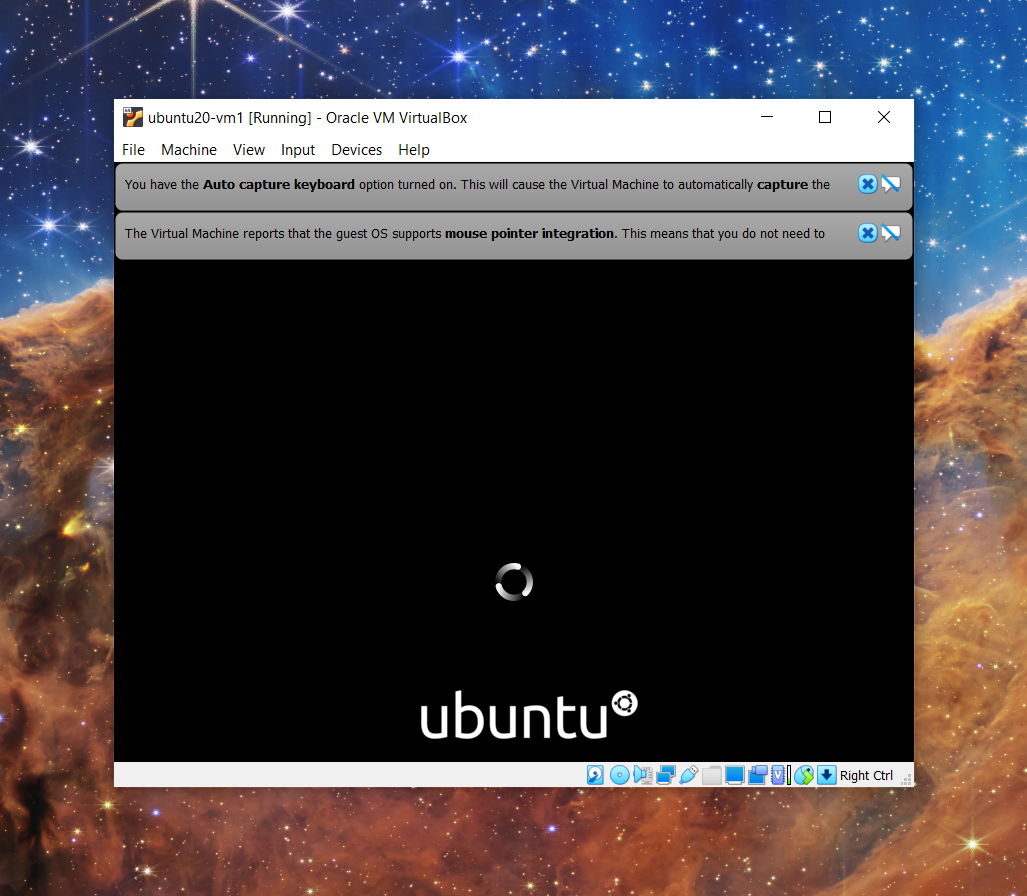 ubuntu20-vm1 [Running] - Oracle VM VirtualBox
File Machine View Input Devices Help
You have the Auto capture keyboard option turned on. This will cause the Virtual Machine to automatically capture the
The Virtual Machine reports that the guest OS supports mouse pointer integration. This means that you do not need to
ubuntu
Right Ctrl